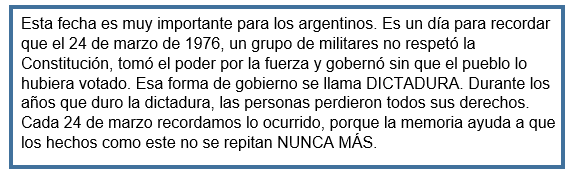 Esta fecha es muy importante para los argentinos. Es un día para recordar
que el 24 de marzo de 1976, un grupo de militares no respetó la
Constitución, tomó el poder por la fuerza y gobernó sin que el pueblo lo
hubiera votado. Esa forma de gobierno se llama DICTADURA. Durante los
años que duro la dictadura, las personas perdieron todos sus derechos.
Cada 24 de marzo recordamos lo ocurrido, porque la memoria ayuda a que
los hechos como este no se repitan NUNCA MÁS.